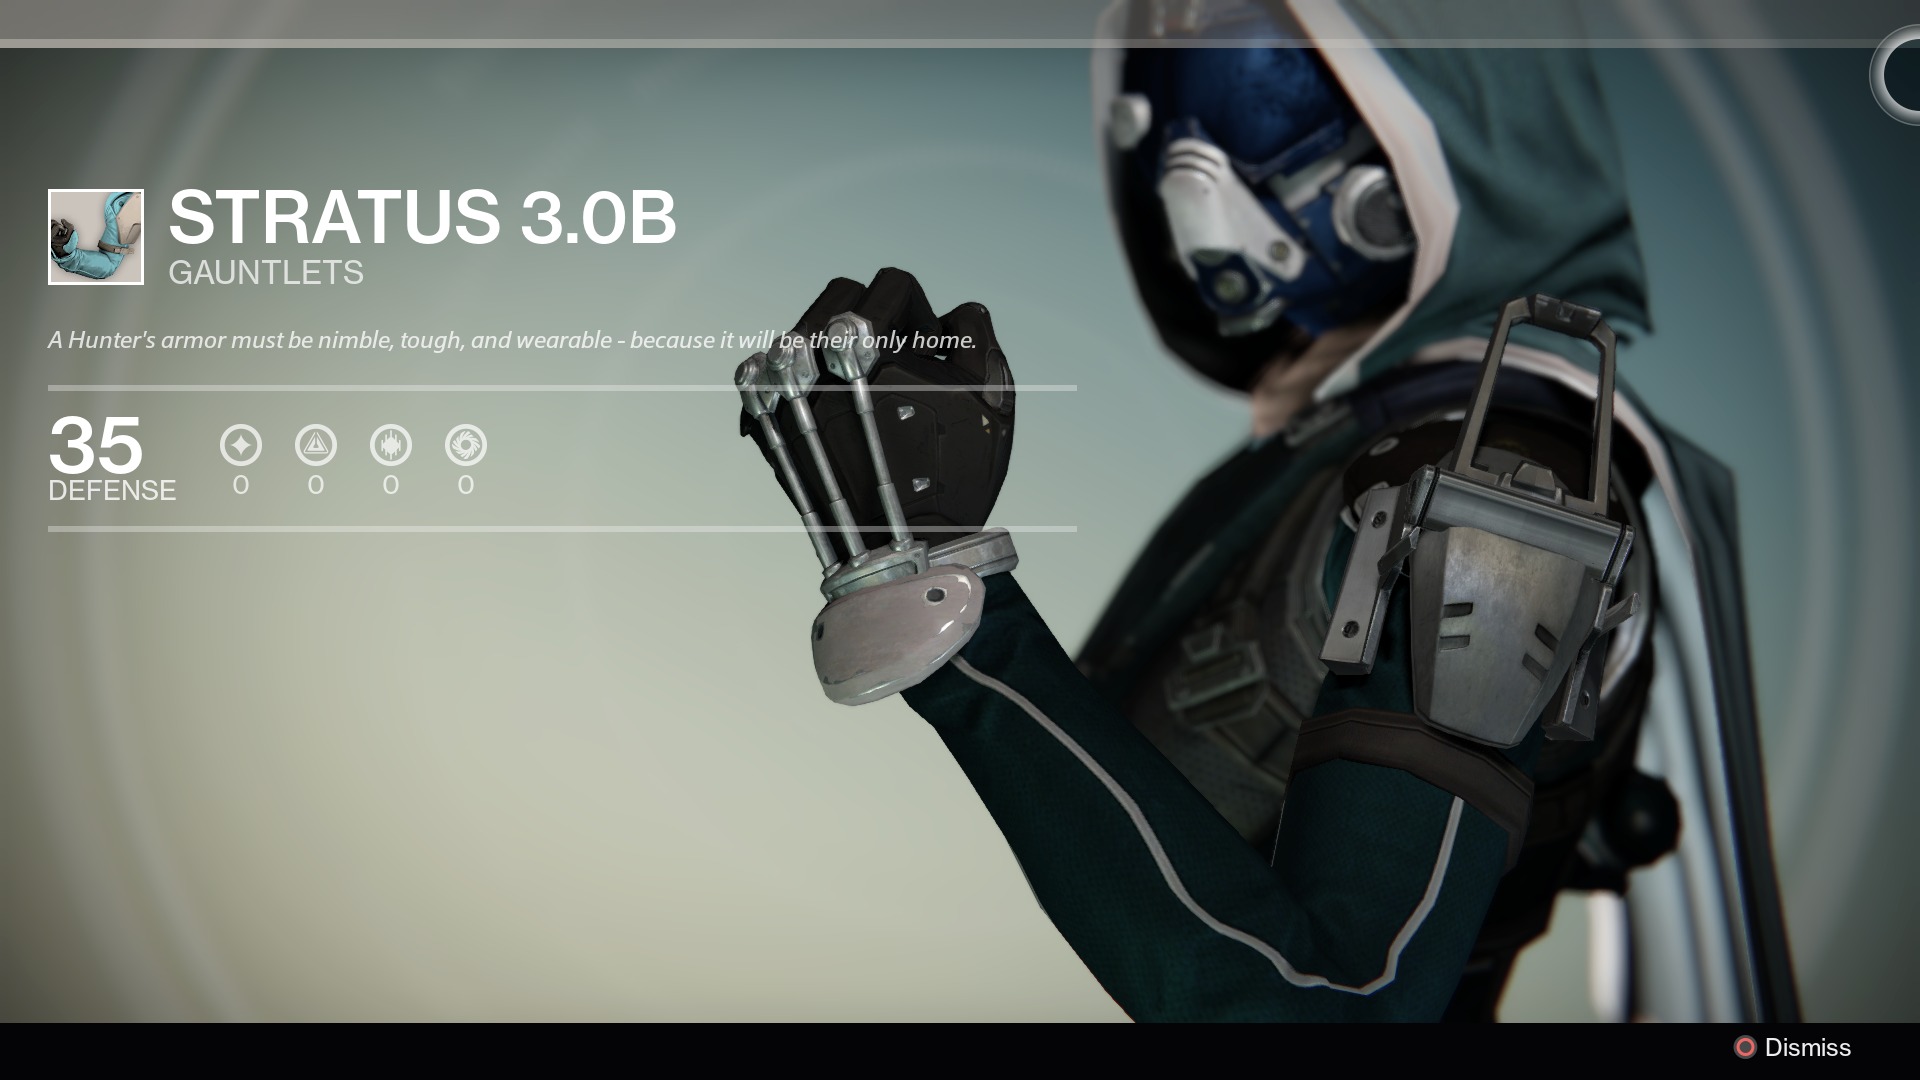 STRATUS 3.0B
GAUNTLETS
A Hunter's armor must be nimble, tough, and wearable - because it will be their only home.
35
DEFENSE
0 0 0 0
Dismiss